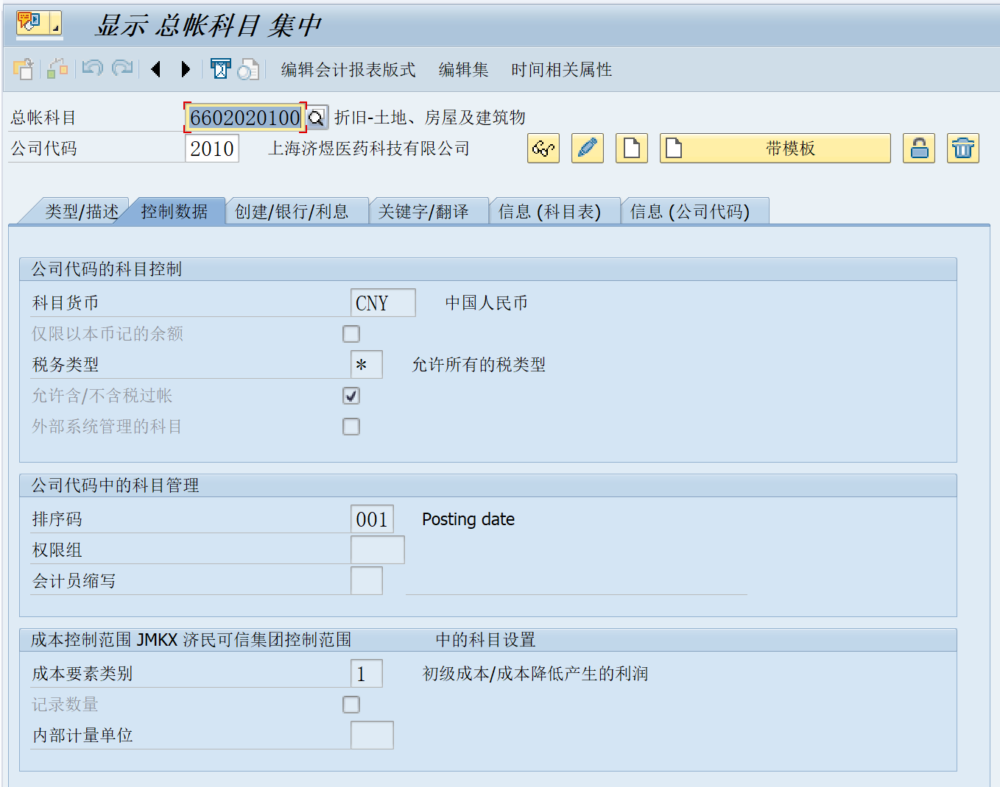 显示 总帐科目 集中
编辑会计报表版式 编辑集 时间相关属性
总帐科目 6602020100 折旧-土地、房屋及建筑物
公司代码 2010 上海济煜医药科技有限公司 带模板
类型/描述 控制数据 创建/银行/利息 关键字/翻译 信息 (科目表) 信息 (公司代码)
公司代码的科目控制
科目货币 CNY 中国人民币
仅限以本币记的余额
税务类型 * 允许所有的税类型
允许含/不含税过帐
外部系统管理的科目
公司代码中的科目管理
排序码 001 Posting date
权限组
会计员缩写
成本控制范围 JMKX 济民可信集团控制范围 中的科目设置
成本要素类别 1 初级成本/成本降低产生的利润
记录数量
内部计量单位